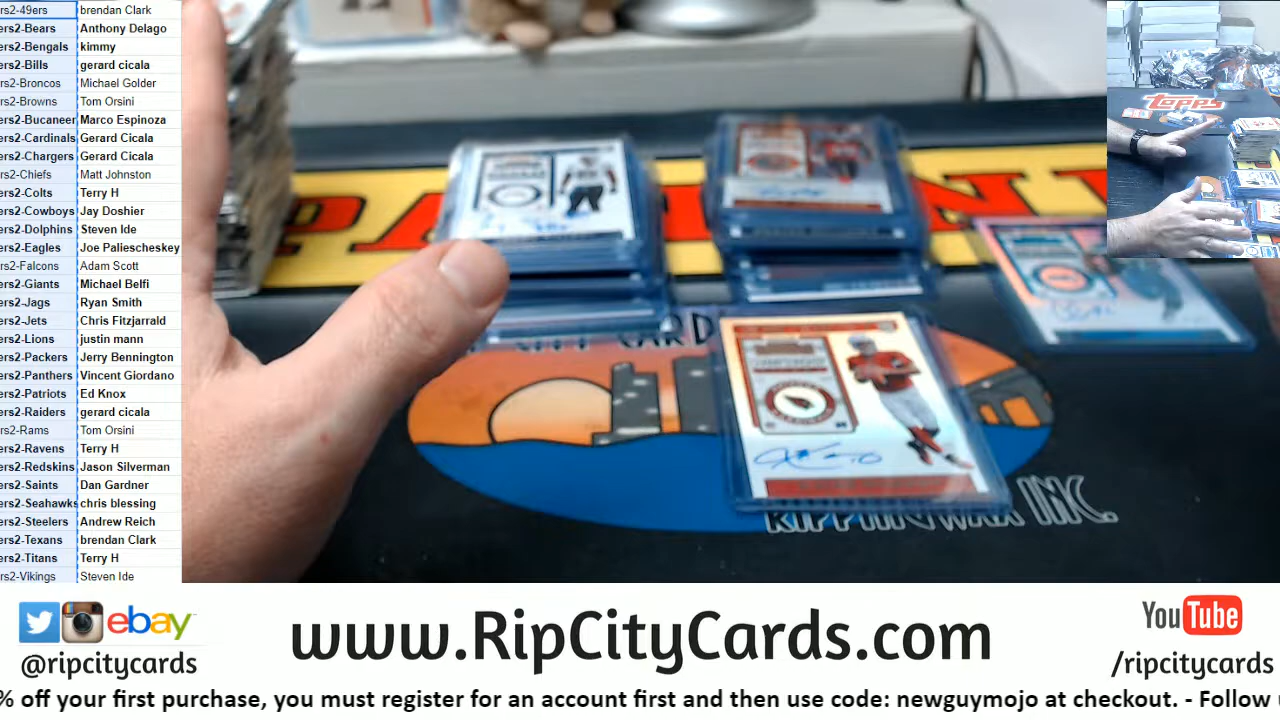 rs2-49ers brendan Clark
ers2-Bears Anthony Delago
ers2-Bengals kimmy
ers2-Bills gerard cicala
ers2-Broncos Michael Golder
ers2-Browns Tom Orsini
ers2-Bucaneer Marco Espinoza
ers2-Cardinals Gerard Cicala
ers2-Chargers Gerard Cicala
ers2-Chiefs Matt Johnston
ers2-Colts Terry H
ers2-Cowboys Jay Doshier
ers2-Dolphins Steven Ide
ers2-Eagles Joe Paliescheskey
rs2-Falcons Adam Scott
ers2-Giants Michael Belfi
ers2-Jags Ryan Smith
ers2-Jets Chris Fitzjarrald
ers2-Lions justin mann
ers2-Packers Jerry Bennington
ers2-Panthers Vincent Giordano
ers2-Patriots Ed Knox
ers2-Raiders gerard cicala
ers2-Rams Tom Orsini
ers2-Ravens Terry H
ers2-Redskins Jason Silverman
ers2-Saints Dan Gardner
ers2-Seahawks chris blessing
ers2-Steelers Andrew Reich
ers2-Texans brendan Clark
ers2-Titans Terry H
ers2-Vikings Steven Ide
topps
PANINI
CARD
RIPPINGWAX INC.
ebay
@ripcitycards
www.RipCityCards.com
YouTube
/ripcitycards
% off your first purchase, you must register for an account first and then use code: newguymojo at checkout. - Follow